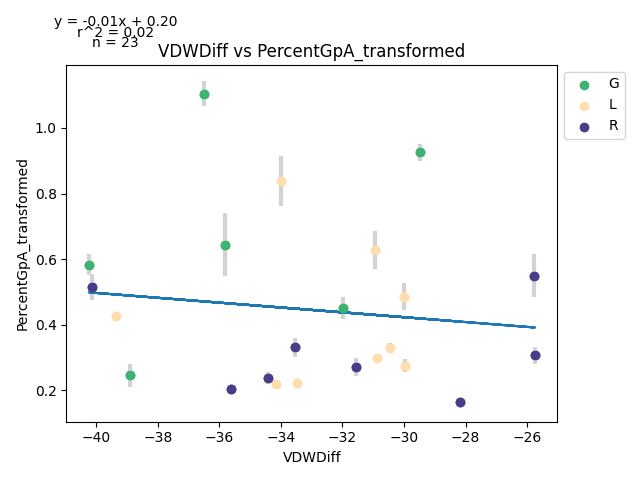 y = -0.01x + 0.20
r^2 = 0.02
n = 23
VDWDiff vs PercentGpA_transformed
G
L
R
PercentGpA_transformed
1.0
0.8
0.6
0.4
0.2
−40
−38
−36
−34
−32
−30
−28
−26
VDWDiff